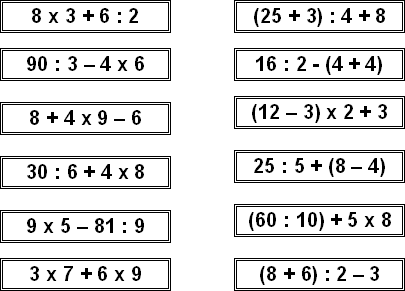 8 x 3 + 6 : 2
90 : 3 – 4 x 6
8 + 4 x 9 – 6
30 : 6 + 4 x 8
9 x 5 – 81 : 9
3 x 7 + 6 x 9
(25 + 3) : 4 + 8
16 : 2 - (4 + 4)
(12 – 3) x 2 + 3
25 : 5 + (8 – 4)
(60 : 10) + 5 x 8
(8 + 6) : 2 – 3